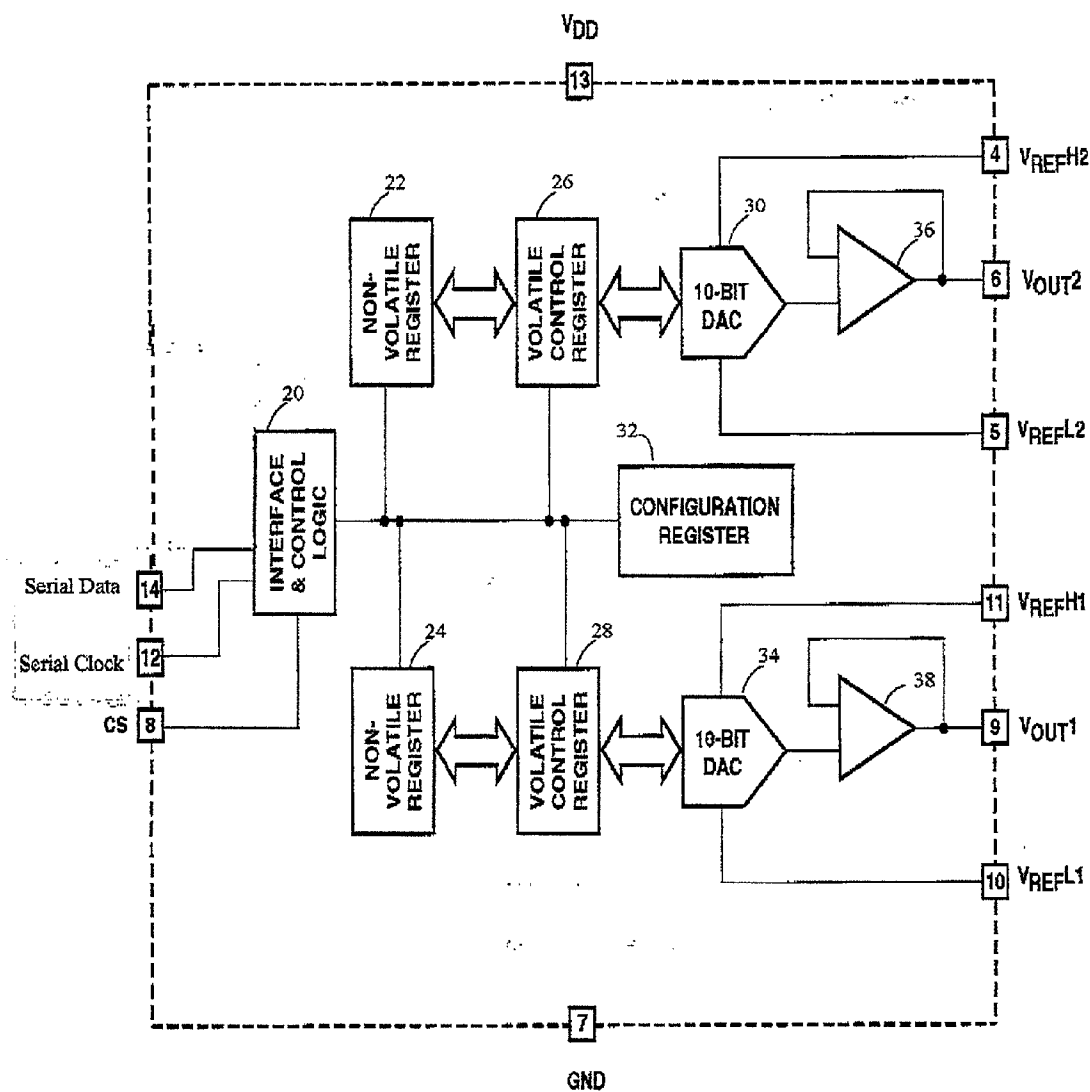 VDD
13
4 VREFH2
22
26
30
36
NON-VOLATILE REGISTER
VOLATILE CONTROL REGISTER
10-BIT DAC
6 VOUT2
20
32
5 VREFL2
INTERFACE & CONTROL LOGIC
CONFIGURATION REGISTER
Serial Data 14
11 VREFH1
24
28
34
38
Serial Clock 12
CS 8
NON-VOLATILE REGISTER
VOLATILE CONTROL REGISTER
10-BIT DAC
9 VOUT1
10 VREFL1
7
GND